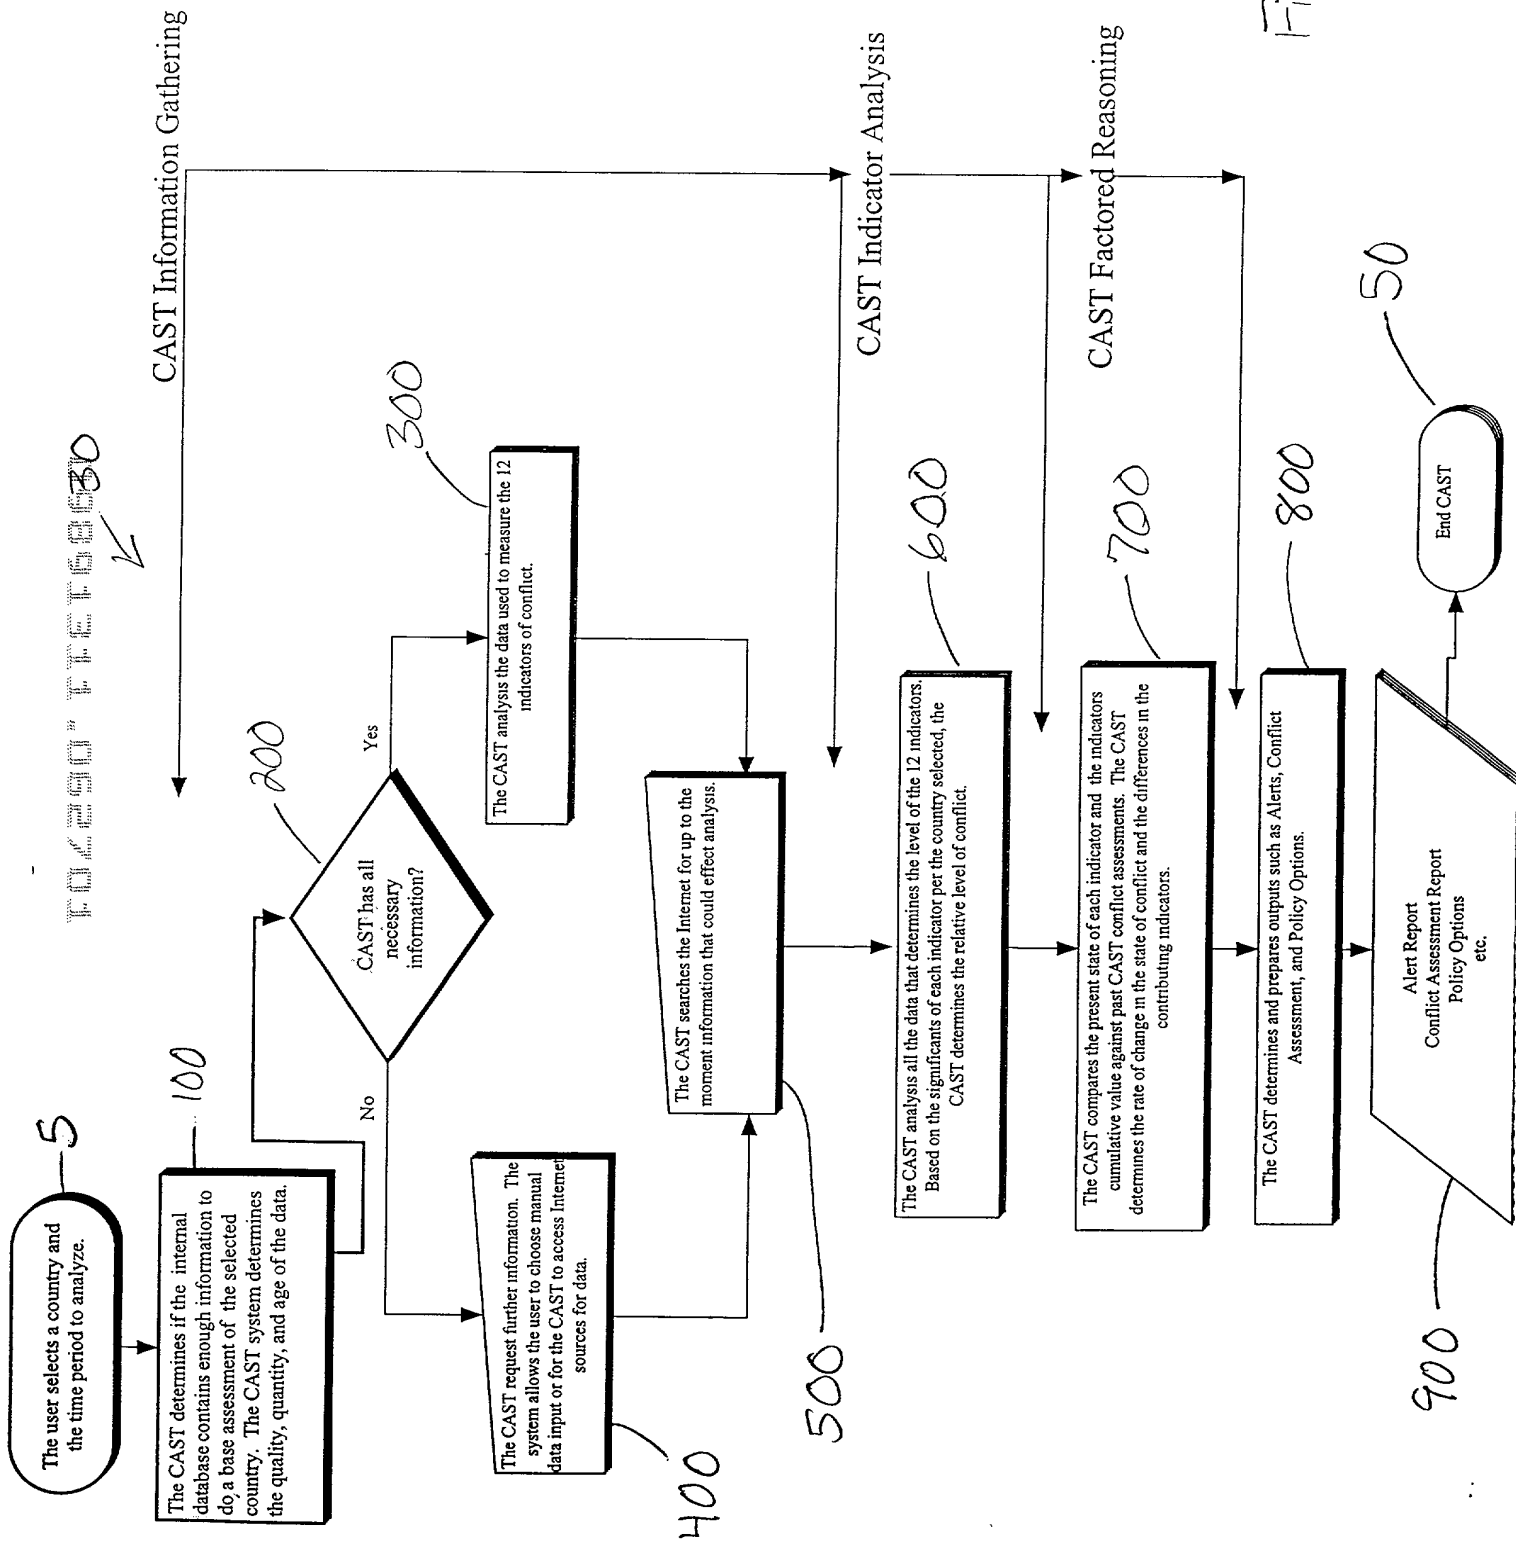 The user selects a country and
the time period to analyze.
5
The CAST determines if the internal
database contains enough information to
do a base assessment of the selected
country. The CAST system determines
the quality, quantity, and age of the data.
100
30
CAST Information Gathering
CAST has all
necessary
information?
200
No
Yes
The CAST request further information. The
system allows the user to choose manual
data input or for the CAST to access Internet
sources for data.
400
The CAST analysis the data used to measure the 12
indicators of conflict.
300
The CAST searches the Internet for up to the
moment information that could effect analysis.
500
CAST Indicator Analysis
The CAST analysis all the data that determines the level of the 12 indicators.
Based on the significants of each indicator per the country selected, the
CAST determines the relative level of conflict.
600
CAST Factored Reasoning
The CAST compares the present state of each indicator and the indicators
cumulative value against past CAST conflict assessments. The CAST
determines the rate of change in the state of conflict and the differences in the
contributing indicators.
700
The CAST determines and prepares outputs such as Alerts, Conflict
Assessment, and Policy Options.
800
Alert Report
Conflict Assessment Report
Policy Options
etc.
900
End CAST
50